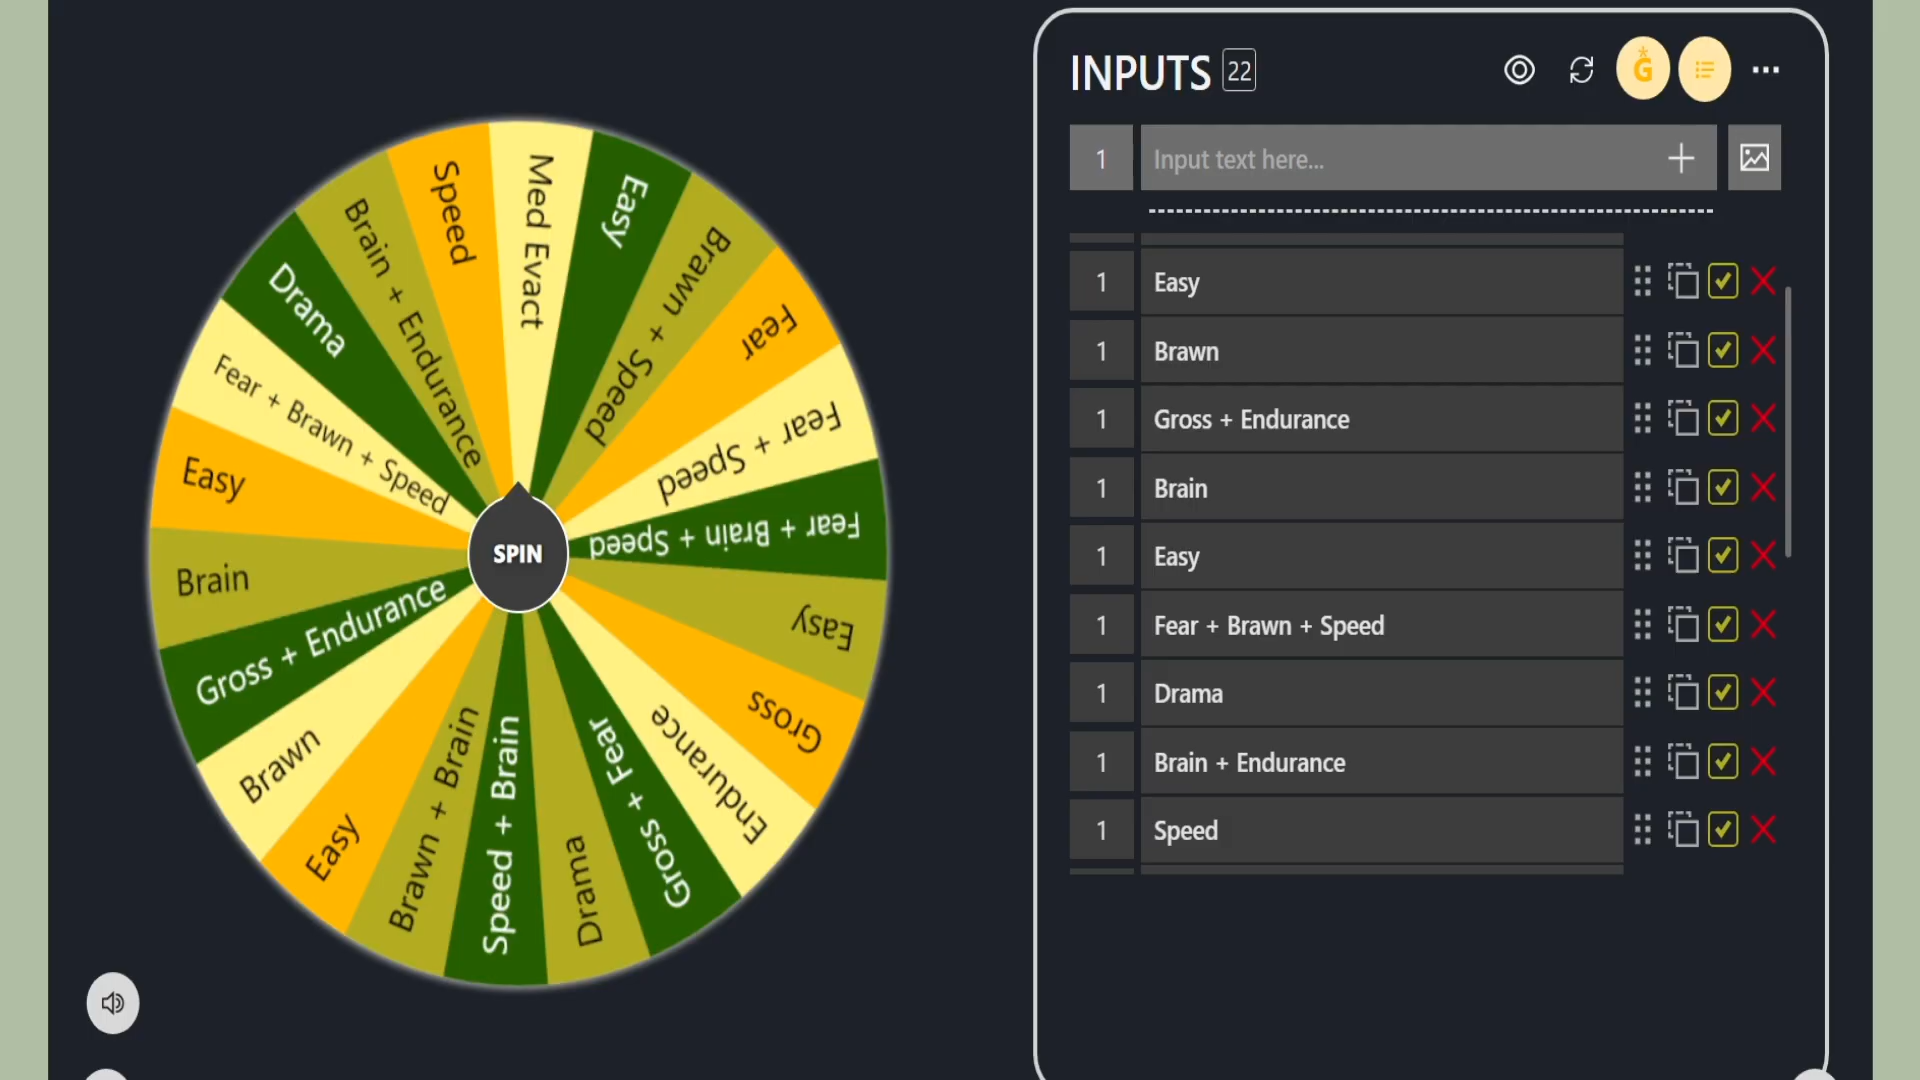 INPUTS 22
G
1 Input text here...
1 Easy
1 Brawn
1 Gross + Endurance
1 Brain
1 Easy
1 Fear + Brawn + Speed
1 Drama
1 Brain + Endurance
1 Speed
Med Evact
Easy
Brawn + Speed
Fear
Fear + Speed
Fear + Brain + Speed
Easy
Gross
Endurance
Gross + Fear
Drama
Speed + Brain
Brawn + Brain
Easy
Brawn
Gross + Endurance
Brain
Easy
Fear + Brawn + Speed
Drama
Brain + Endurance
Speed
SPIN